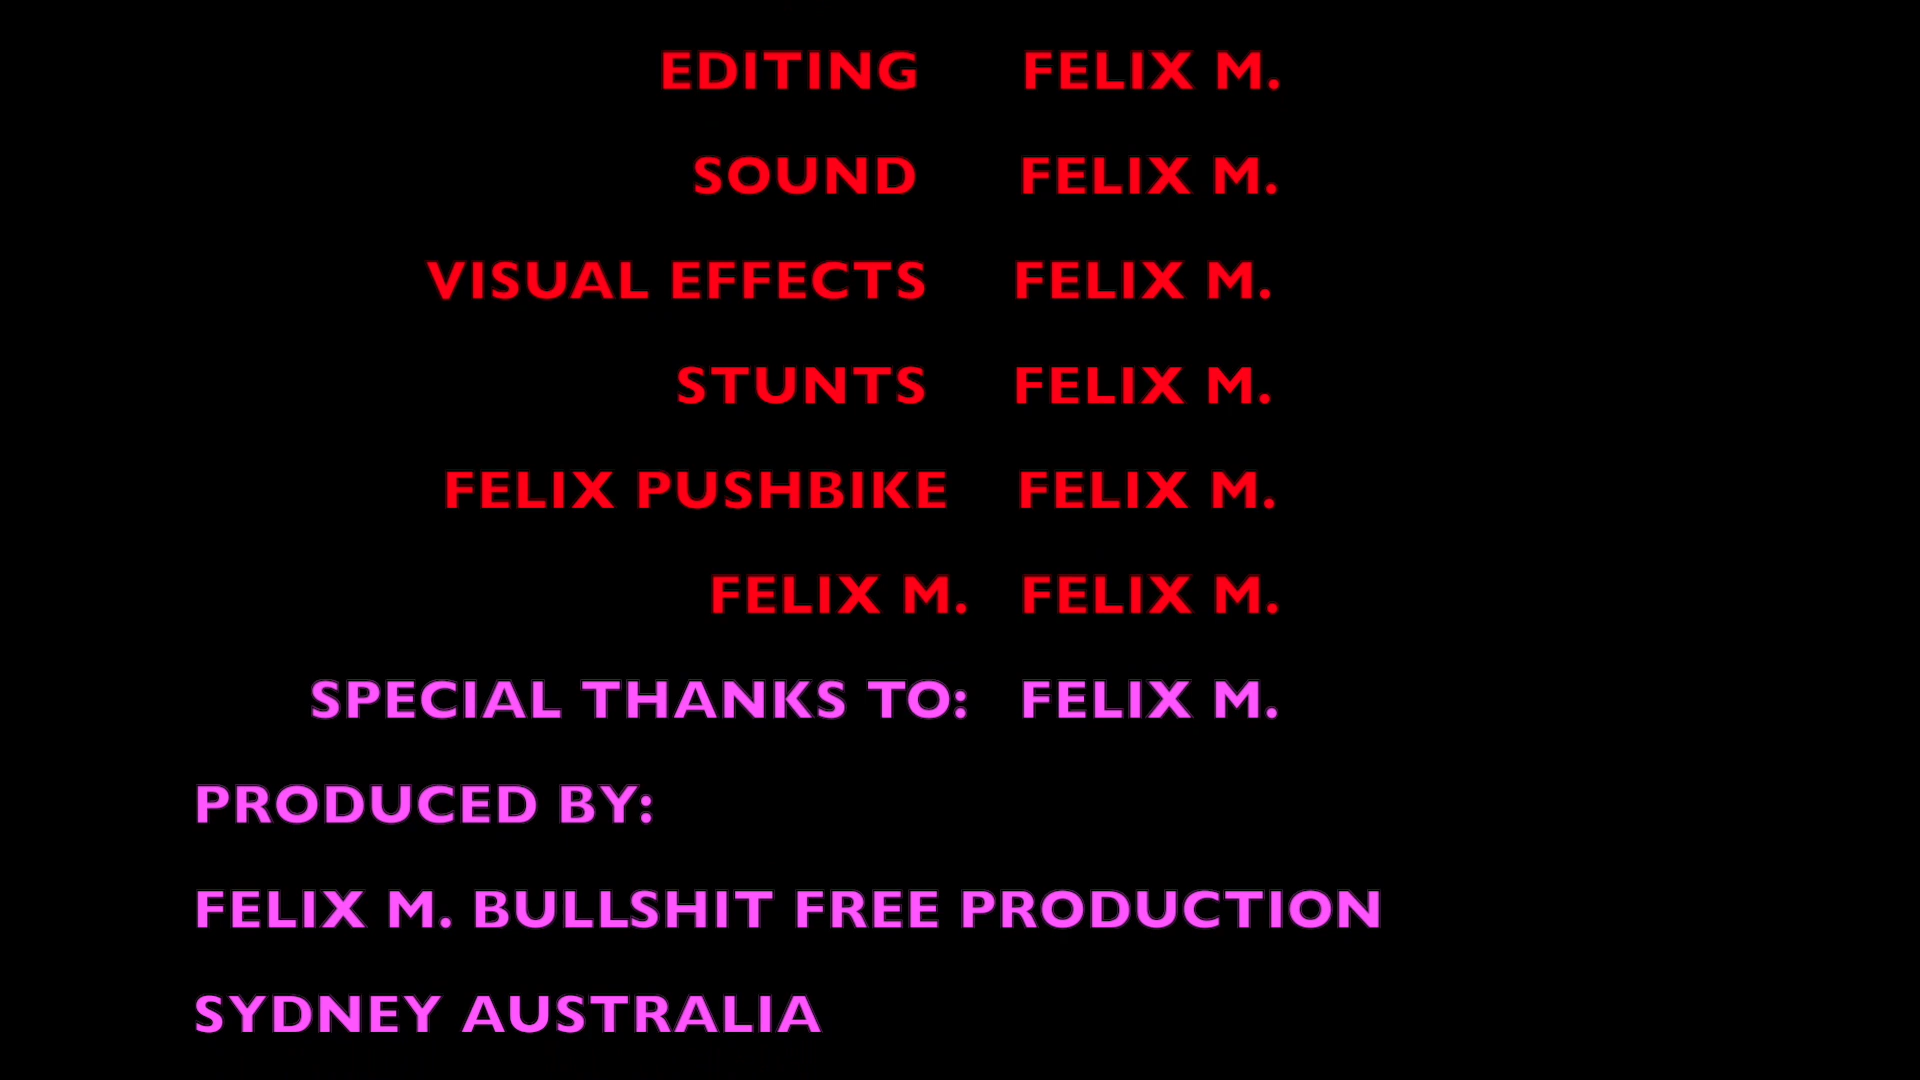 EDITING FELIX M.
SOUND FELIX M.
VISUAL EFFECTS FELIX M.
STUNTS FELIX M.
FELIX PUSHBIKE FELIX M.
FELIX M. FELIX M.
SPECIAL THANKS TO: FELIX M.
PRODUCED BY:
FELIX M. BULLSHIT FREE PRODUCTION
SYDNEY AUSTRALIA